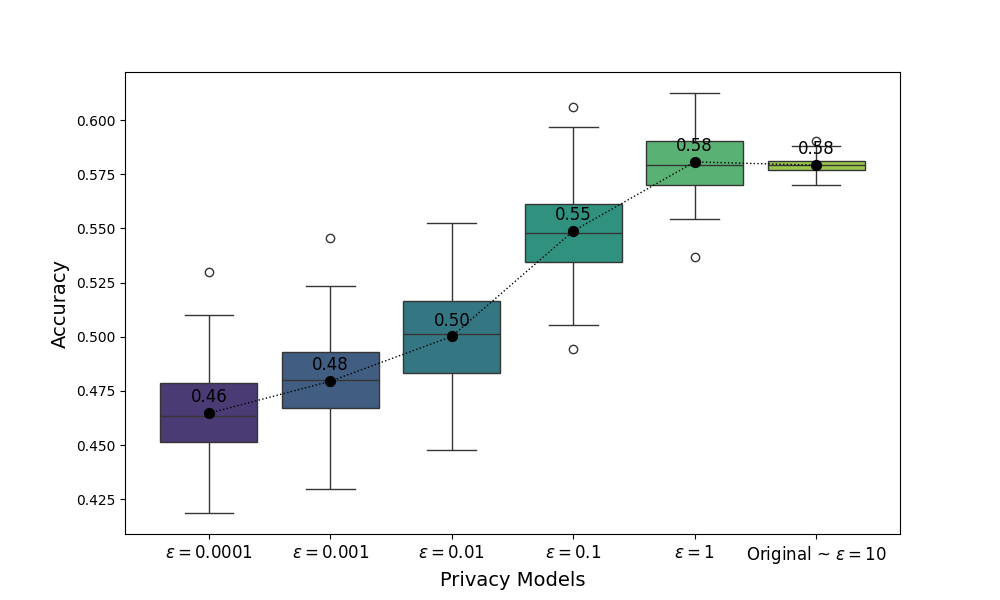 0.600
0.575
0.550
0.525
0.500
0.475
0.450
0.425
Accuracy
0.46
0.48
0.50
0.55
0.58
0.58
ε = 0.0001
ε = 0.001
ε = 0.01
ε = 0.1
ε = 1
Original ~ ε = 10
Privacy Models